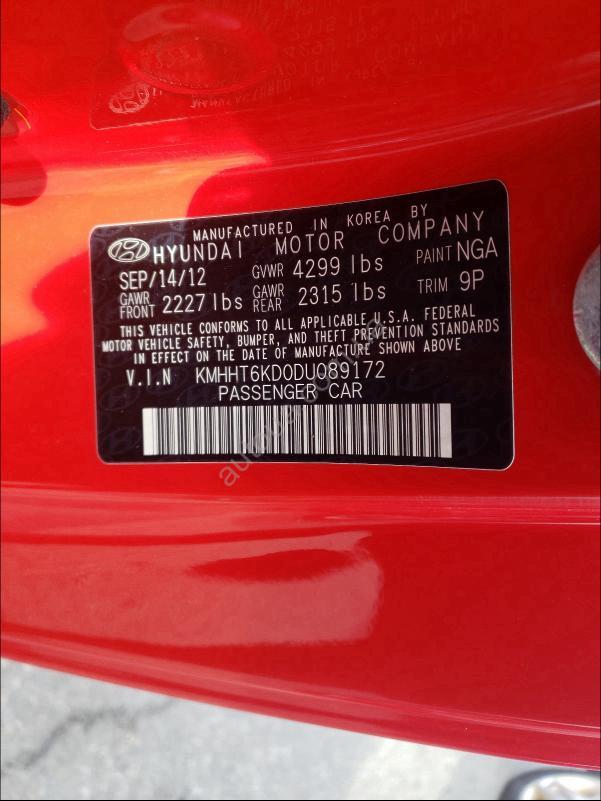 MANUFACTURED IN KOREA BY
HYUNDAI MOTOR COMPANY
SEP/14/12 GVWR 4299 lbs PAINT NGA
GAWR FRONT 2227 lbs GAWR REAR 2315 lbs TRIM 9P
THIS VEHICLE CONFORMS TO ALL APPLICABLE U.S.A. FEDERAL
MOTOR VEHICLE SAFETY, BUMPER, AND THEFT PREVENTION STANDARDS
IN EFFECT ON THE DATE OF MANUFACTURE SHOWN ABOVE
V.I.N KMHHT6KD0DU089172
PASSENGER CAR